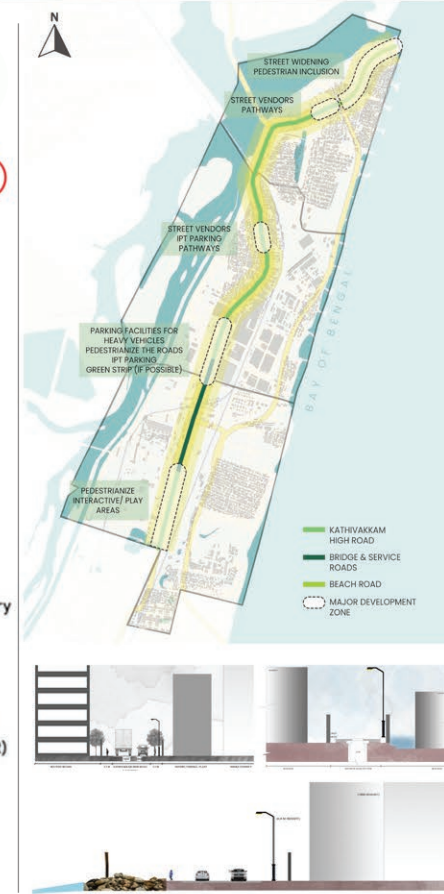 N
STREET WIDENING
PEDESTRIAN INCLUSION
STREET VENDORS
PATHWAYS
STREET VENDORS
IPT PARKING
PATHWAYS
PARKING FACILITIES FOR
HEAVY VEHICLES
PEDESTRIANIZE THE ROADS
IPT PARKING
GREEN STRIP (IF POSSIBLE)
BAY OF BENGAL
PEDESTRIANIZE
INTERACTIVE/ PLAY
AREAS
KATHIVAKKAM
HIGH ROAD
BRIDGE & SERVICE
ROADS
BEACH ROAD
MAJOR DEVELOPMENT
ZONE